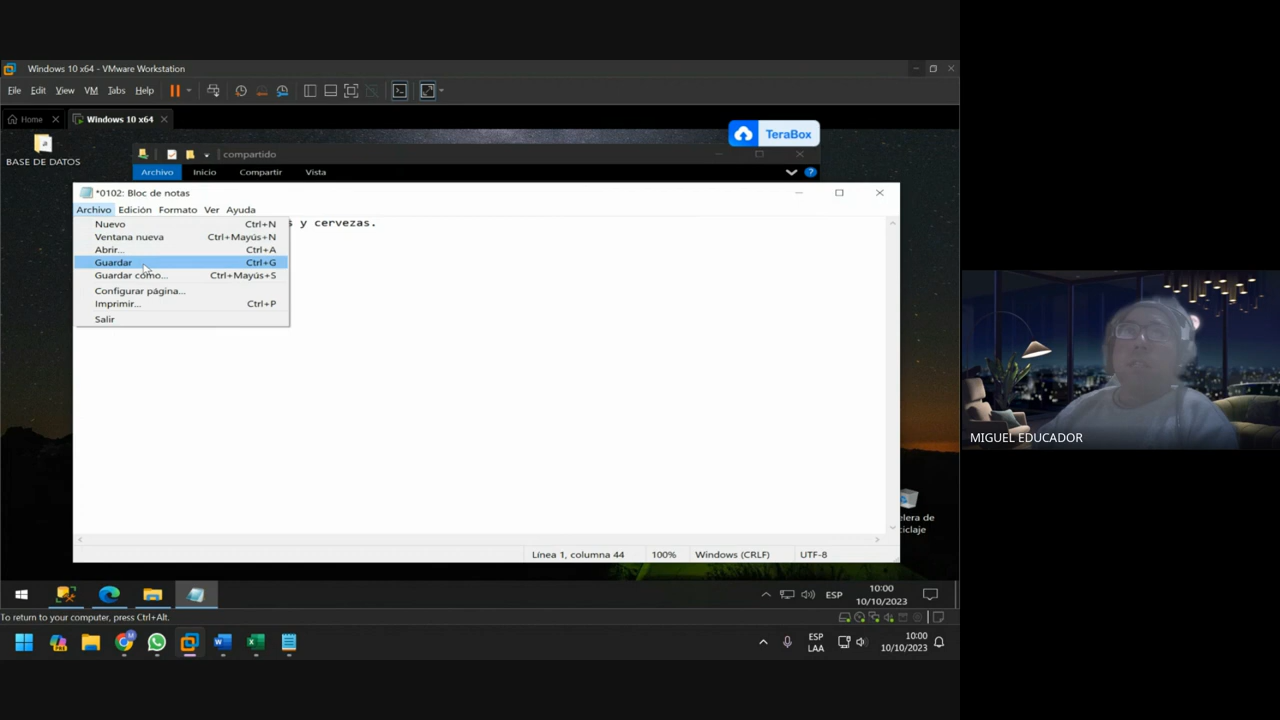 Windows 10 x64 - VMware Workstation
File Edit View VM Tabs Help
Home
Windows 10 x64
TeraBox
BASE DE DATOS
compartido
Archivo Inicio Compartir Vista
*0102: Bloc de notas
Archivo Edición Formato Ver Ayuda
y cervezas.
Nuevo Ctrl+N
Ventana nueva Ctrl+Mayús+N
Abrir... Ctrl+A
Guardar Ctrl+G
Guardar como... Ctrl+Mayús+S
Configurar página...
Imprimir... Ctrl+P
Salir
MIGUEL EDUCADOR
elera de
ciclaje
Línea 1, columna 44 100% Windows (CRLF) UTF-8
ESP
10:00
10/10/2023
To return to your computer, press Ctrl+Alt.
ESP
LAA
10:00
10/10/2023